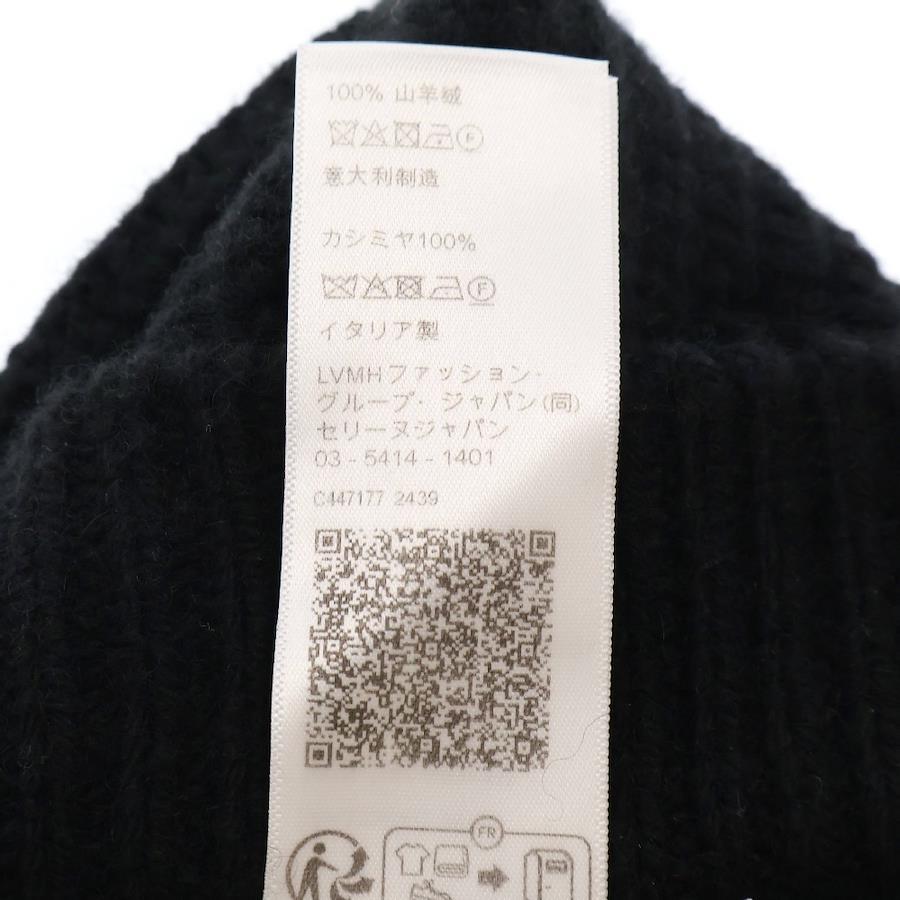 100% 山羊绒
F
意大利制造
カシミヤ100%
F
イタリア製
LVMHファッション・
グループ・ジャパン(同)
セリーヌジャパン
03 - 5414 - 1401
C447177 2439
FR